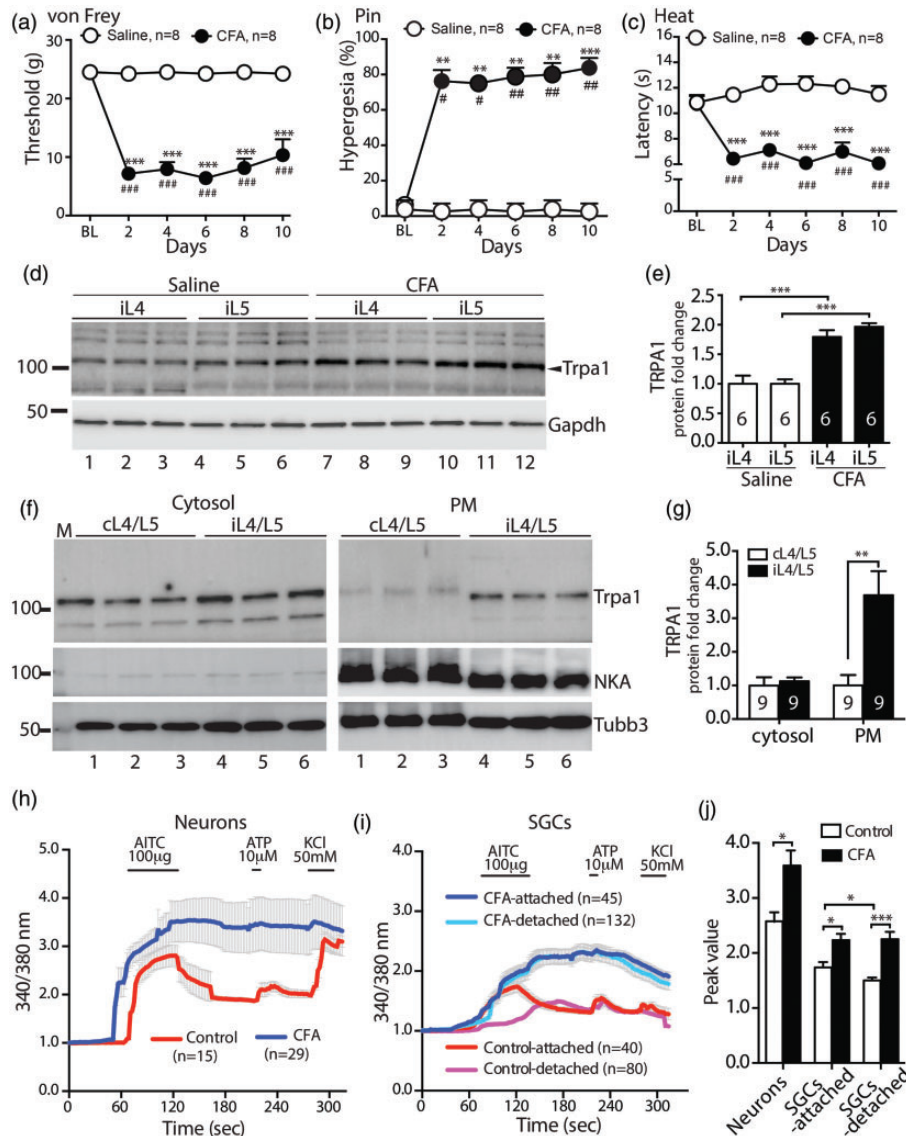 (a) von Frey
Saline, n=8 CFA, n=8
Threshold (g)
30
20
10
0
*** *** *** *** ***
### ### ### ### ###
BL 2 4 6 8 10
Days
(b) Pin
Saline, n=8 CFA, n=8
Hypergesia (%)
100
80
60
40
20
0
** ** ** ** ***
# # ## ## ##
BL 2 4 6 8 10
Days
(c) Heat
Saline, n=8 CFA, n=8
Latency (s)
16
14
12
10
8
6
5
0
*** *** *** *** ***
### ### ### ### ###
BL 2 4 6 8 10
Days
(d)
Saline CFA
iL4 iL5 iL4 iL5
100
Trpa1
50
Gapdh
1 2 3 4 5 6 7 8 9 10 11 12
(e)
TRPA1
protein fold change
2.5
2.0
1.5
1.0
0.5
0.0
***
***
6 6 6 6
iL4 iL5 iL4 iL5
Saline CFA
(f)
Cytosol PM
M cL4/L5 iL4/L5 cL4/L5 iL4/L5
100
Trpa1
100
NKA
50
Tubb3
1 2 3 4 5 6 1 2 3 4 5 6
(g)
cL4/L5
iL4/L5
TRPA1
protein fold change
5.0
4.0
3.0
2.0
1.0
0.0
**
9 9 9 9
cytosol PM
(h) Neurons
AITC
100µg
ATP
10µM
KCl
50mM
340/380 nm
5.0
4.0
3.0
2.0
1.0
0.0
Control
(n=15)
CFA
(n=29)
0 60 120 180 240 300
Time (sec)
(i) SGCs
AITC
100µg
ATP
10µM
KCl
50mM
CFA-attached (n=45)
CFA-detached (n=132)
340/380 nm
4.0
3.0
2.0
1.0
0.0
Control-attached (n=40)
Control-detached (n=80)
0 60 120 180 240 300
Time (sec)
(j)
Control
CFA
Peak value
4.0
3.0
2.0
1.0
0.0
*
*
*
***
Neurons
SGCs
-attached
SGCs
-detached